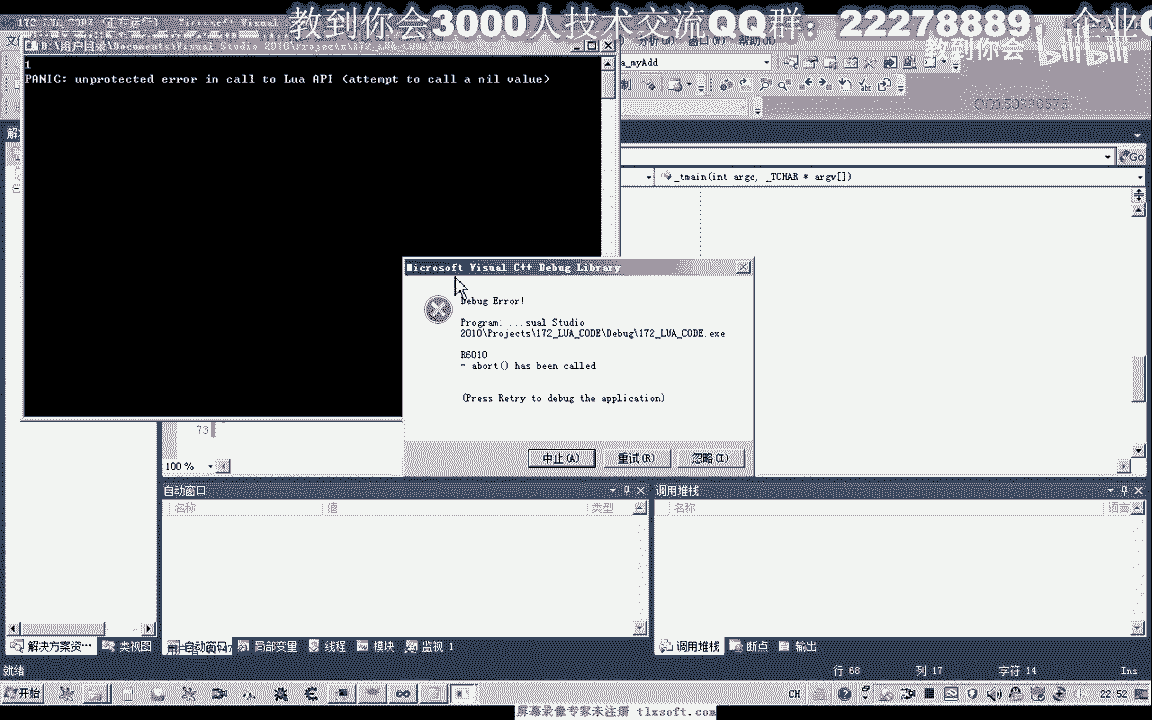 教到你会3000人技术交流QQ群：22278889 企业
教到你会 bilibili
D:\用户目录\Documents\Visual Studio 2010\Projects\172_LUA_CODE
1
PANIC: unprotected error in call to Lua API (attempt to call a nil value)
a_myAdd
Go
_tmain(int argc, _TCHAR * argv[])
Microsoft Visual C++ Debug Library
Debug Error!
Program: ...sual Studio
2010\Projects\172_LUA_CODE\Debug\172_LUA_CODE.exe
R6010
- abort() has been called
(Press Retry to debug the application)
中止(A) 重试(R) 忽略(I)
73
100 %
自动窗口 调用堆栈
名称 值 类型 名称 语言
解决方案资… 类视图 自动窗口 局部变量 线程 模块 监视 1 调用堆栈 断点 输出
就绪 行 68 列 17 字符 14 Ins
开始 CH 22:52
屏幕录像专家未注册 tlxsoft.com